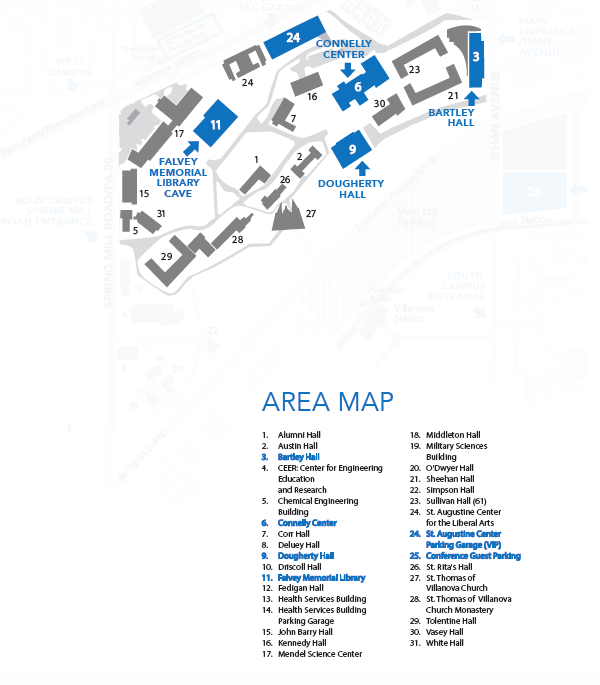 SAC GARAGE
24
MAIN
ENTRANCE
ITHAN
AVENUE
CONNELLY
CENTER
3
WEST
CAMPUS
24
23
6
16
21
30
BARTLEY
HALL
ITHAN AVENUE
7
11
17
9
FALVEY
MEMORIAL
LIBRARY
CAVE
1
2
26
DOUGHERTY
HALL
15
25
MAIN CAMPUS
SPRING MILL
ROAD ENTRANCE
SPRING MILL ROAD/PA 30
31
5
27
28
Main Lot
Parking
Station
29
SOUTH
CAMPUS
ENTRANCE
12
4
Villanova
Station
22
20
AREA MAP
1. Alumni Hall
2. Austin Hall
3. Bartley Hall
4. CEER: Center for Engineering
Education
and Research
5. Chemical Engineering
Building
6. Connelly Center
7. Corr Hall
8. Deluey Hall
9. Dougherty Hall
10. Driscoll Hall
11. Falvey Memorial Library
12. Fedigan Hall
13. Health Services Building
14. Health Services Building
Parking Garage
15. John Barry Hall
16. Kennedy Hall
17. Mendel Science Center
18. Middleton Hall
19. Military Sciences
Building
20. O'Dwyer Hall
21. Sheehan Hall
22. Simpson Hall
23. Sullivan Hall (61)
24. St. Augustine Center
for the Liberal Arts
24. St. Augustine Center
Parking Garage (VIP)
25. Conference Guest Parking
26. St. Rita's Hall
27. St. Thomas of
Villanova Church
28. St. Thomas of Villanova
Church Monastery
29. Tolentine Hall
30. Vasey Hall
31. White Hall